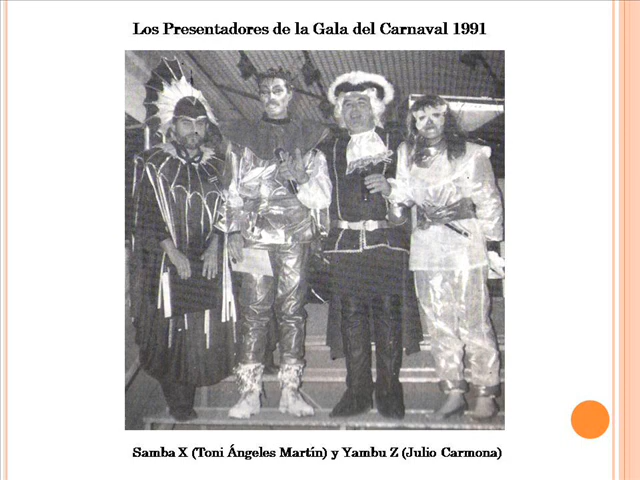 Los Presentadores de la Gala del Carnaval 1991
Samba X (Toni Ángeles Martín) y Yambu Z (Julio Carmona)